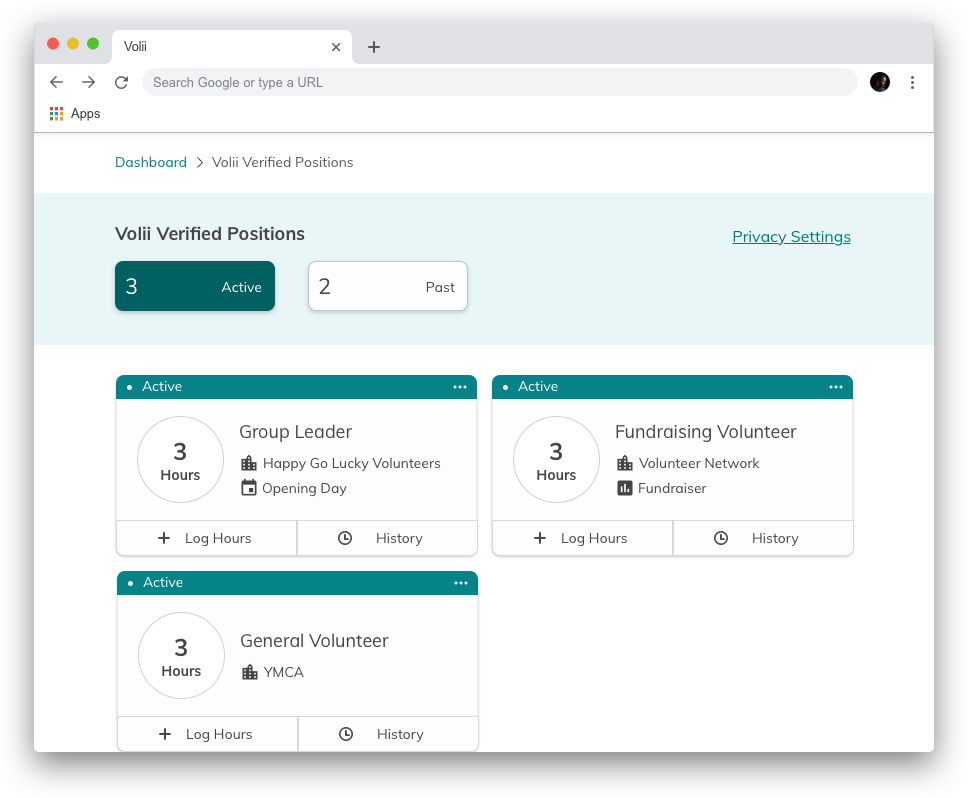 Volii
Search Google or type a URL
Apps
Dashboard > Volii Verified Positions
Volii Verified Positions
Privacy Settings
3 Active
2 Past
Active
3
Hours
Group Leader
Happy Go Lucky Volunteers
Opening Day
Log Hours
History
Active
3
Hours
Fundraising Volunteer
Volunteer Network
Fundraiser
Log Hours
History
Active
3
Hours
General Volunteer
YMCA
Log Hours
History